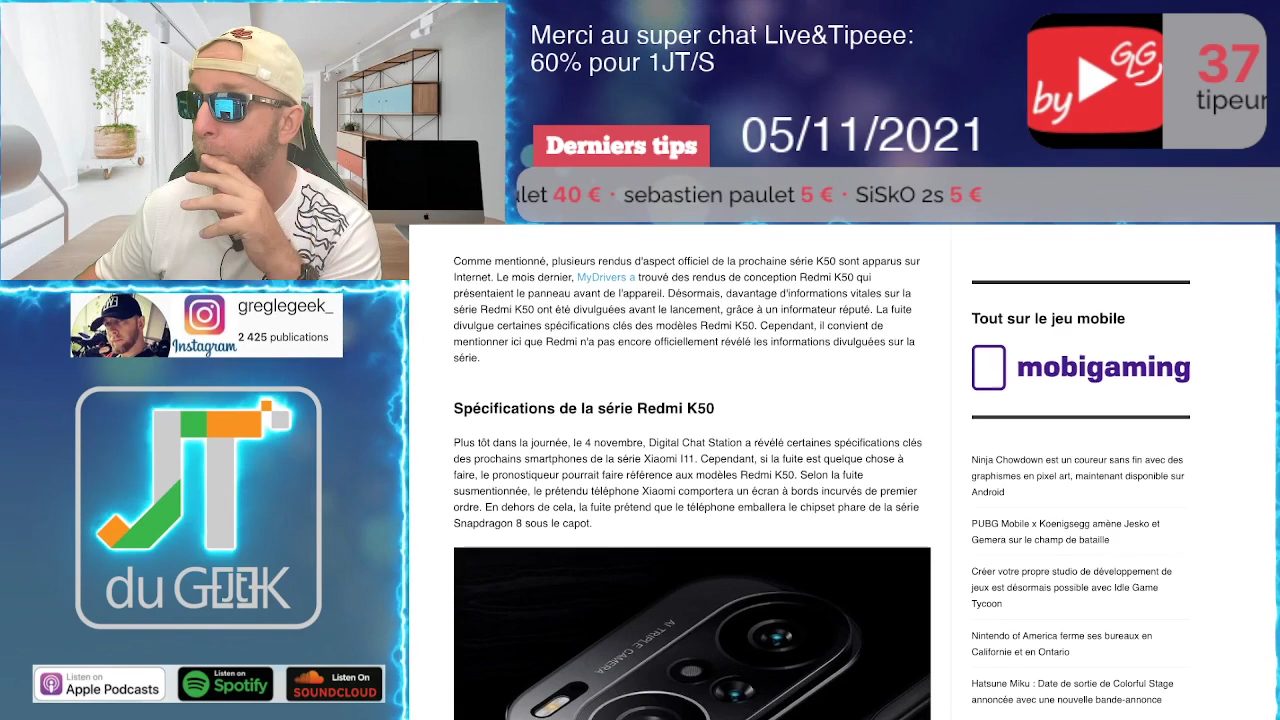 Merci au super chat Live&Tipeee:
60% pour 1JT/S
by GLG
37
tipeur
Derniers tips
05/11/2021
ulet 40 € · sebastien paulet 5 € · SiSkO 2s 5 €
greglegeek_
2 425 publications
Instagram
JT
du GEEK
Listen on
Apple Podcasts
Listen on
Spotify
Listen On
SOUNDCLOUD
Comme mentionné, plusieurs rendus d'aspect officiel de la prochaine série K50 sont apparus sur
Internet. Le mois dernier, MyDrivers a trouvé des rendus de conception Redmi K50 qui
présentaient le panneau avant de l'appareil. Désormais, davantage d'informations vitales sur la
série Redmi K50 ont été divulguées avant le lancement, grâce à un informateur réputé. La fuite
divulgue certaines spécifications clés des modèles Redmi K50. Cependant, il convient de
mentionner ici que Redmi n'a pas encore officiellement révélé les informations divulguées sur la
série.
Spécifications de la série Redmi K50
Plus tôt dans la journée, le 4 novembre, Digital Chat Station a révélé certaines spécifications clés
des prochains smartphones de la série Xiaomi I11. Cependant, si la fuite est quelque chose à
faire, le pronostiqueur pourrait faire référence aux modèles Redmi K50. Selon la fuite
susmentionnée, le prétendu téléphone Xiaomi comportera un écran à bords incurvés de premier
ordre. En dehors de cela, la fuite prétend que le téléphone emballera le chipset phare de la série
Snapdragon 8 sous le capot.
AI TRIPLE CAMERA
Tout sur le jeu mobile
mobigaming
Ninja Chowdown est un coureur sans fin avec des
graphismes en pixel art, maintenant disponible sur
Android
PUBG Mobile x Koenigsegg amène Jesko et
Gemera sur le champ de bataille
Créer votre propre studio de développement de
jeux est désormais possible avec Idle Game
Tycoon
Nintendo of America ferme ses bureaux en
Californie et en Ontario
Hatsune Miku : Date de sortie de Colorful Stage
annoncée avec une nouvelle bande-annonce